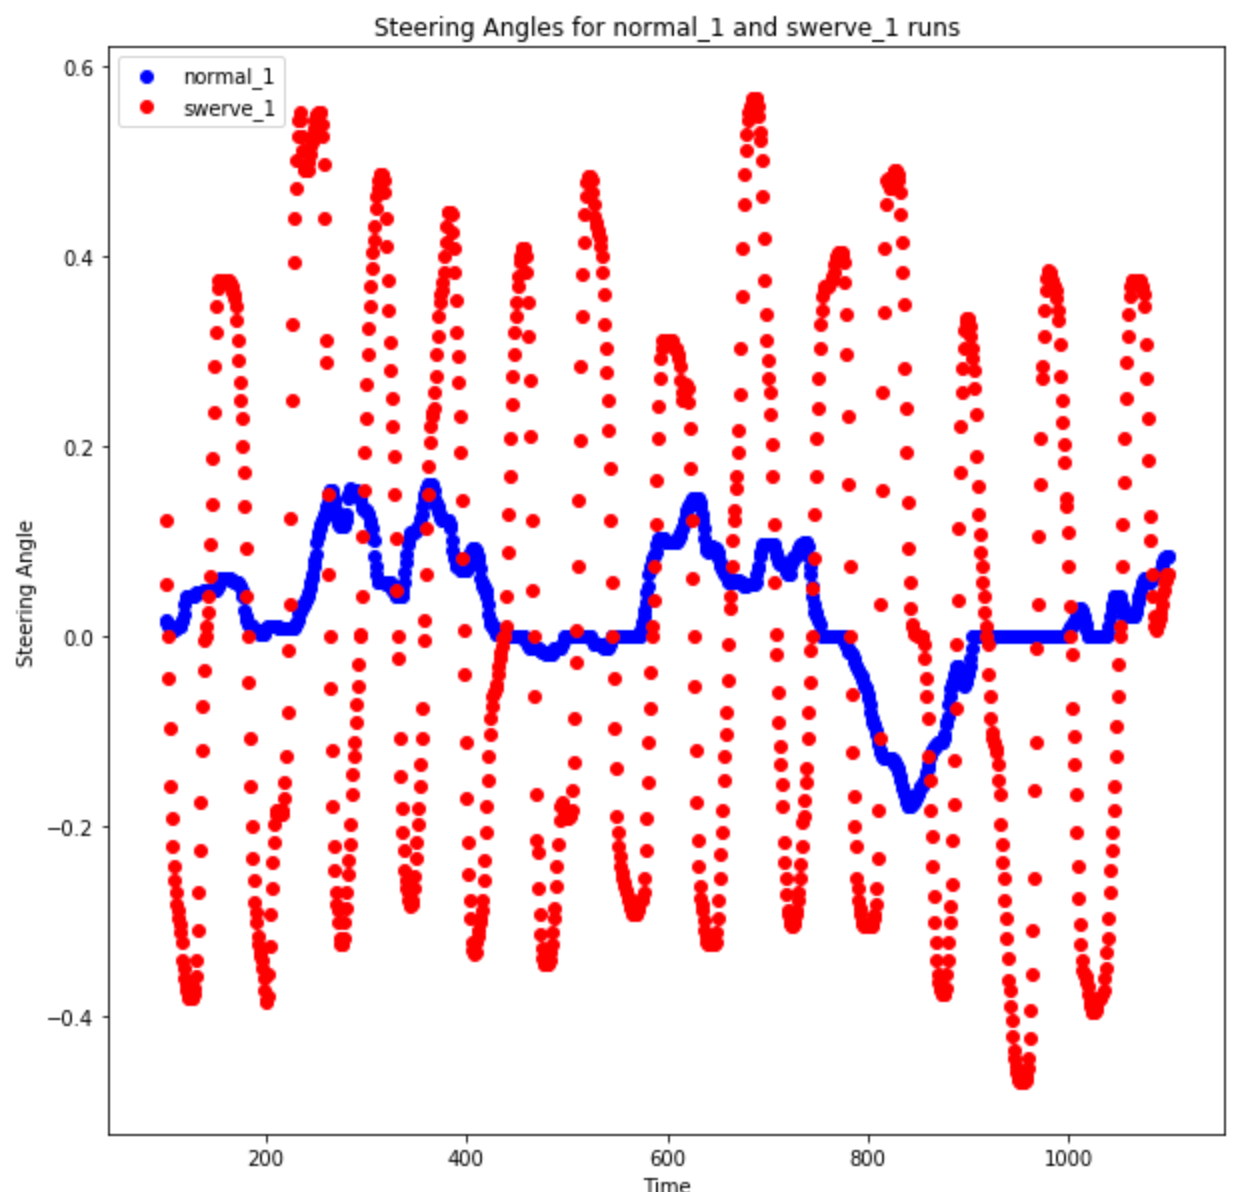 Steering Angles for normal_1 and swerve_1 runs
normal_1
swerve_1
Steering Angle
0.6
0.4
0.2
0.0
−0.2
−0.4
200 400 600 800 1000
Time